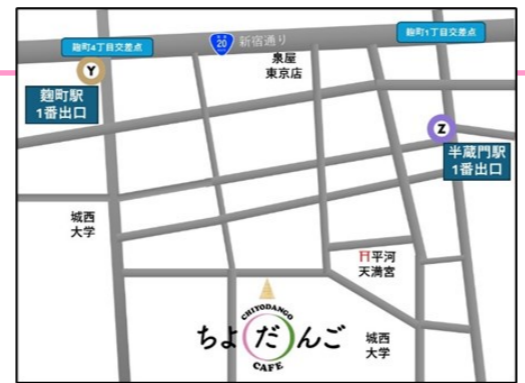 麹町4丁目交差点
20
新宿通り
麹町1丁目交差点
泉屋
東京店
Y
麹町駅
1番出口
Z
半蔵門駅
1番出口
城西
大学
平河
天満宮
CHIYODANGO
ちよだんご
CAFE
城西
大学